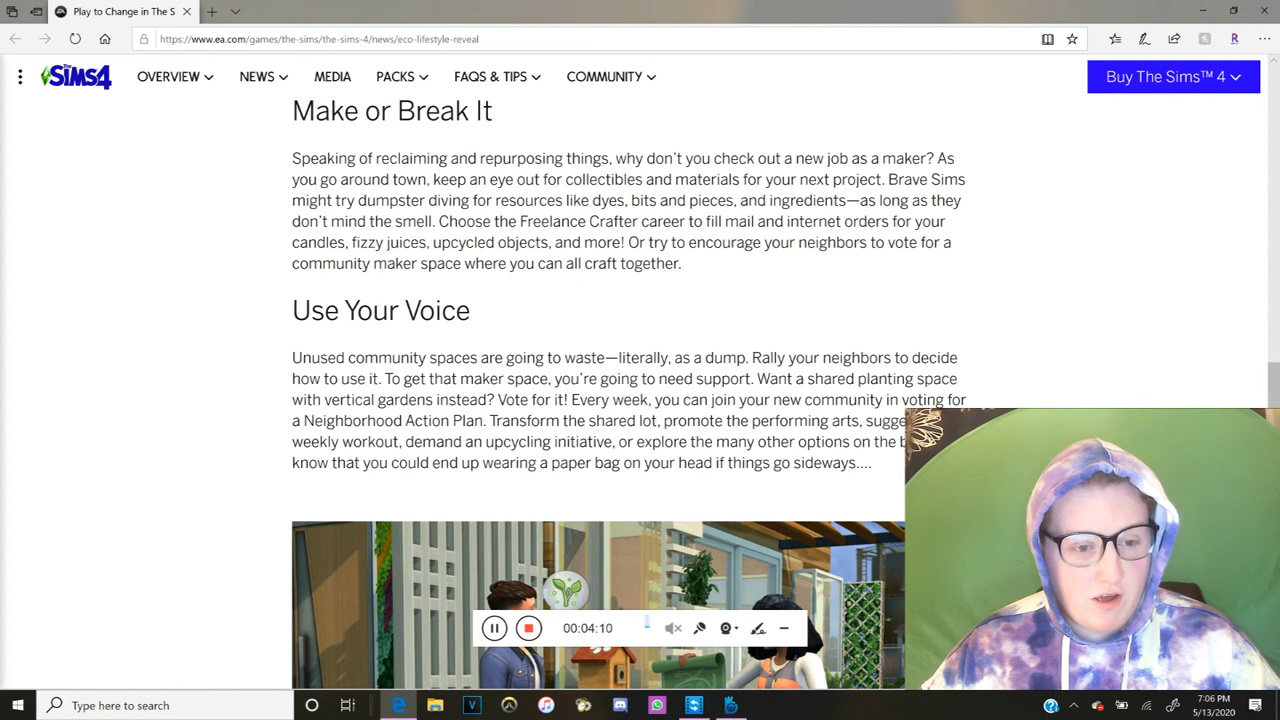 Play to Change in The S
https://www.ea.com/games/the-sims/the-sims-4/news/eco-lifestyle-reveal
The Sims 4
OVERVIEW NEWS MEDIA PACKS FAQS & TIPS COMMUNITY Buy The Sims™ 4
Make or Break It
Speaking of reclaiming and repurposing things, why don't you check out a new job as a maker? As
you go around town, keep an eye out for collectibles and materials for your next project. Brave Sims
might try dumpster diving for resources like dyes, bits and pieces, and ingredients—as long as they
don't mind the smell. Choose the Freelance Crafter career to fill mail and internet orders for your
candles, fizzy juices, upcycled objects, and more! Or try to encourage your neighbors to vote for a
community maker space where you can all craft together.
Use Your Voice
Unused community spaces are going to waste—literally, as a dump. Rally your neighbors to decide
how to use it. To get that maker space, you're going to need support. Want a shared planting space
with vertical gardens instead? Vote for it! Every week, you can join your new community in voting for
a Neighborhood Action Plan. Transform the shared lot, promote the performing arts,
weekly workout, demand an upcycling initiative, or explore the many other options on the
know that you could end up wearing a paper bag on your head if things go sideways....
00:04:10
Type here to search
7:06 PM
5/13/2020